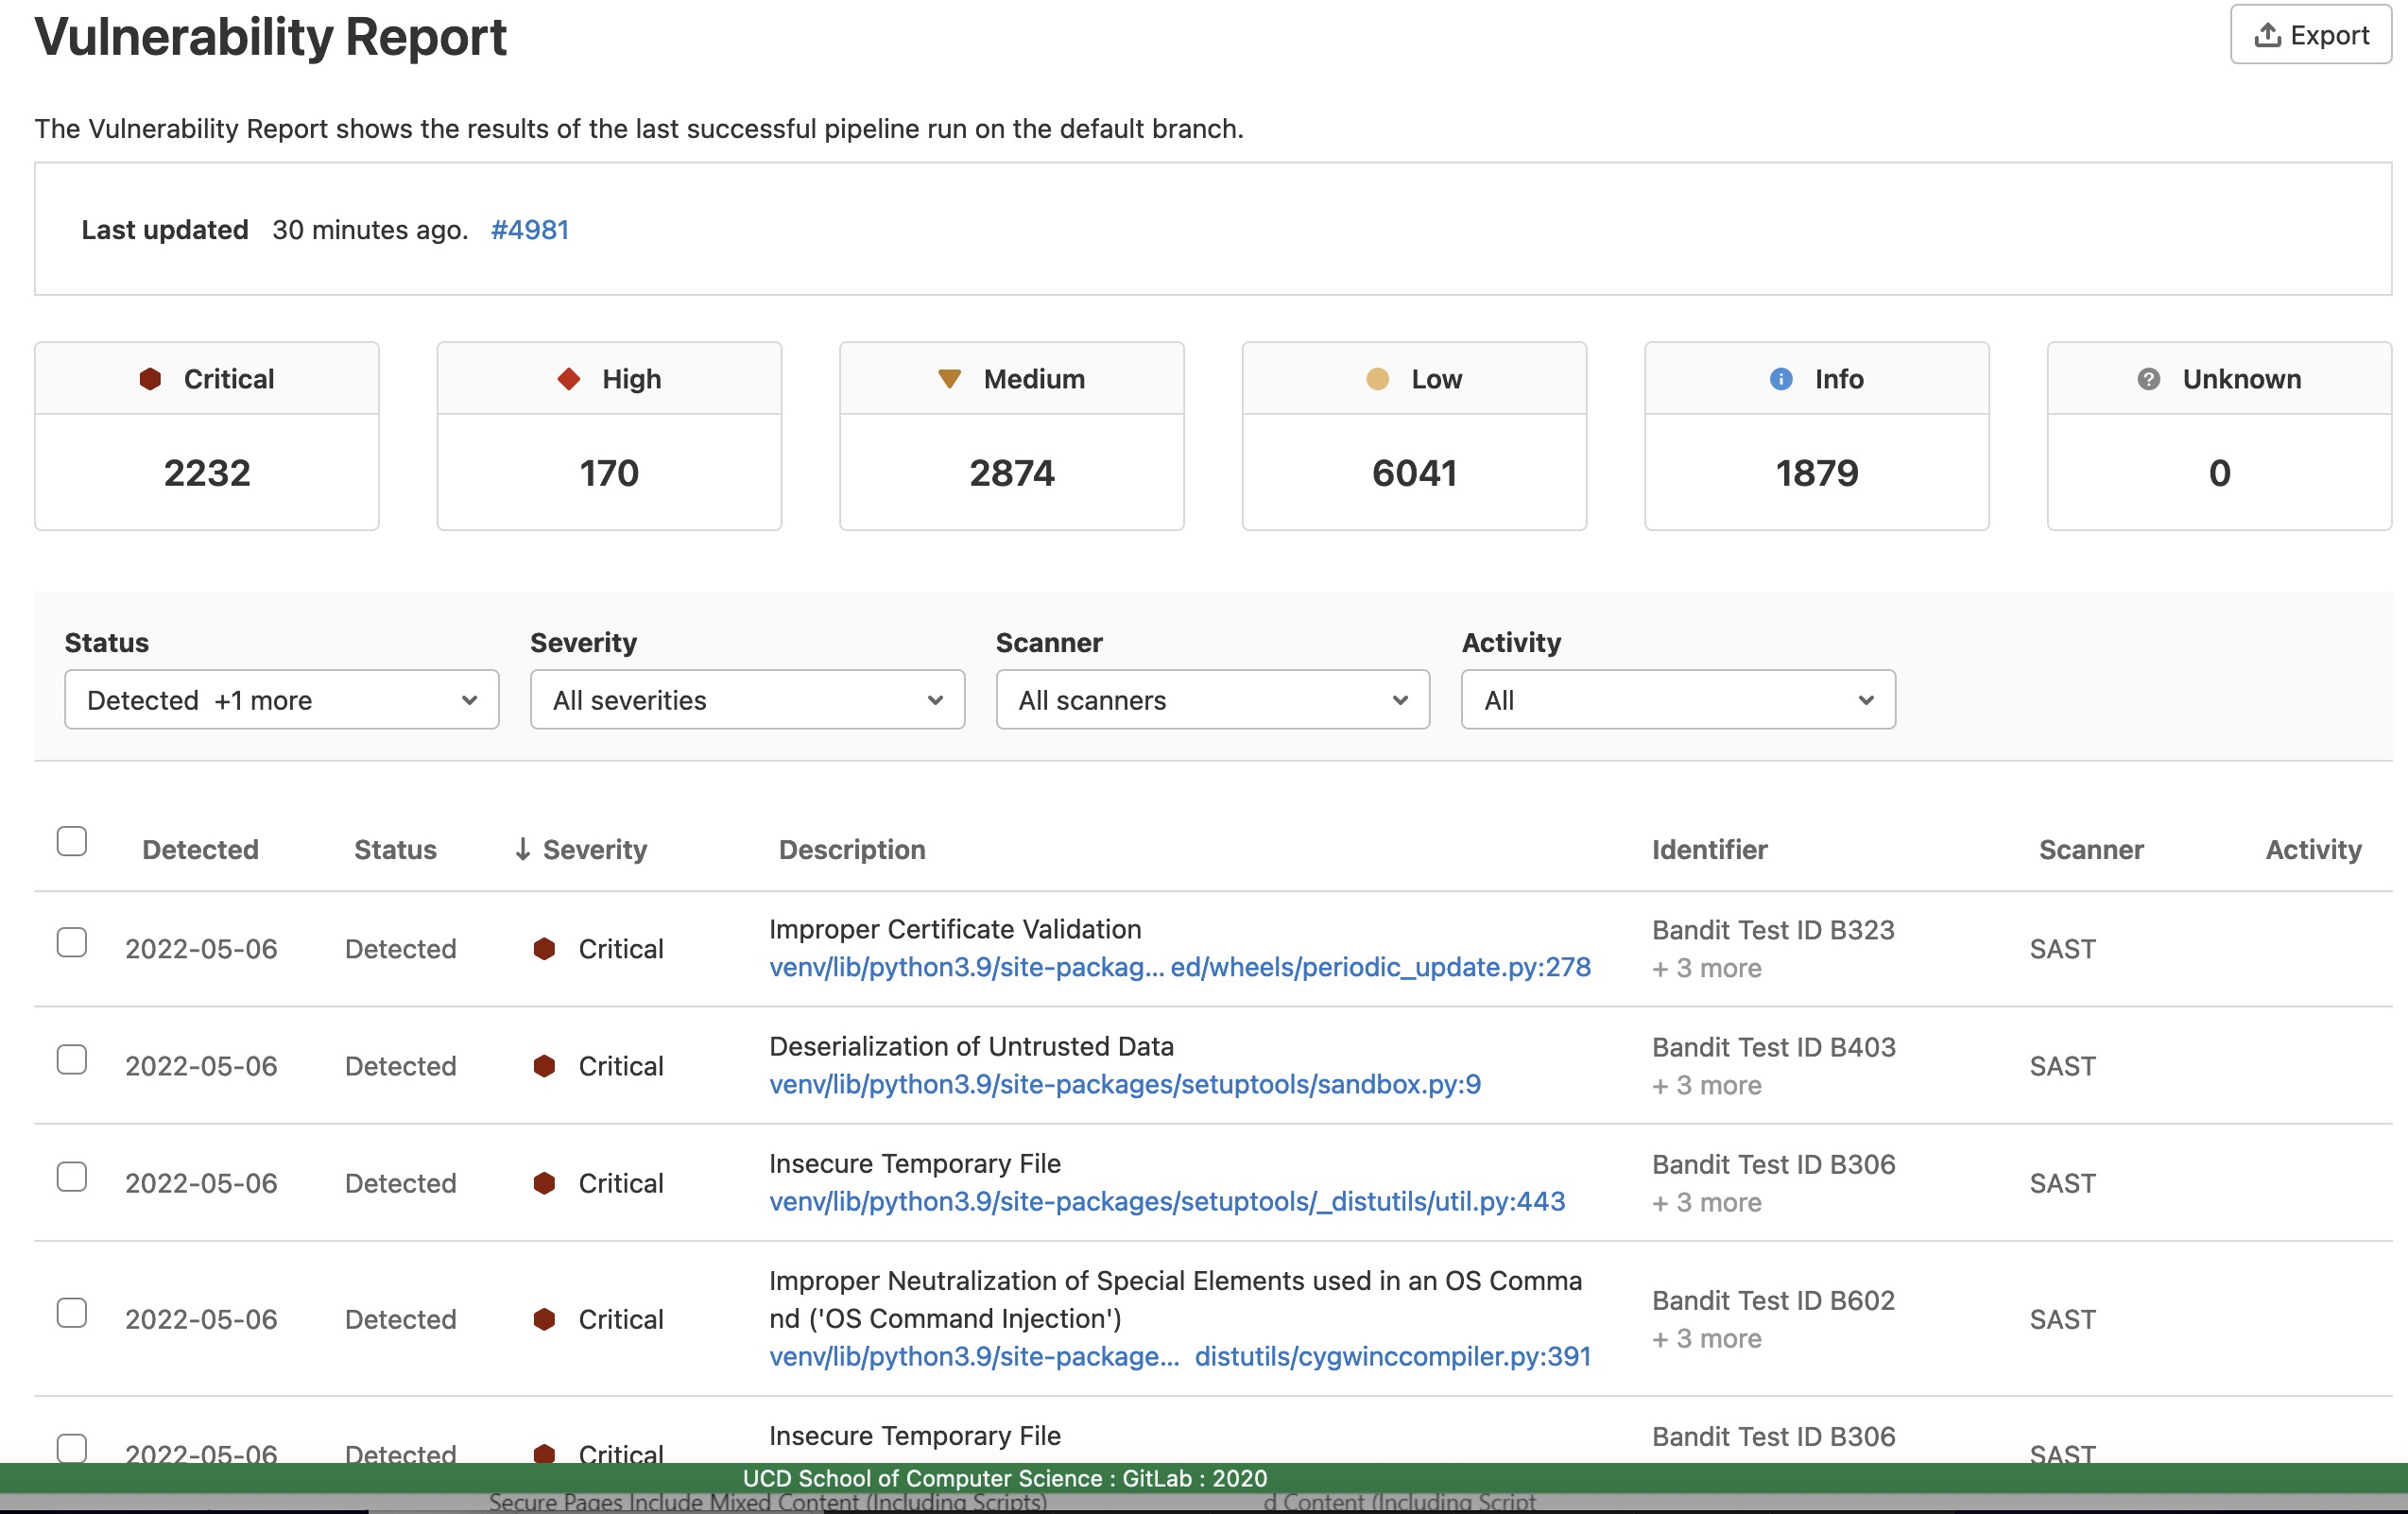 Vulnerability Report
Export
The Vulnerability Report shows the results of the last successful pipeline run on the default branch.
Last updated 30 minutes ago. #4981
Critical High Medium Low Info Unknown
2232 170 2874 6041 1879 0
Status Severity Scanner Activity
Detected +1 more All severities All scanners All
Detected Status ↓ Severity Description Identifier Scanner Activity
Improper Certificate Validation Bandit Test ID B323
2022-05-06 Detected Critical SAST
venv/lib/python3.9/site-packag... ed/wheels/periodic_update.py:278 + 3 more
Deserialization of Untrusted Data Bandit Test ID B403
2022-05-06 Detected Critical SAST
venv/lib/python3.9/site-packages/setuptools/sandbox.py:9 + 3 more
Insecure Temporary File Bandit Test ID B306
2022-05-06 Detected Critical SAST
venv/lib/python3.9/site-packages/setuptools/_distutils/util.py:443 + 3 more
Improper Neutralization of Special Elements used in an OS Comma
nd ('OS Command Injection') Bandit Test ID B602
2022-05-06 Detected Critical SAST
venv/lib/python3.9/site-package... distutils/cygwinccompiler.py:391 + 3 more
Insecure Temporary File Bandit Test ID B306
2022-05-06 Detected Critical SAST
UCD School of Computer Science : GitLab : 2020
Secure Pages Include Mixed Content (Including Scripts) d Content (Including Script